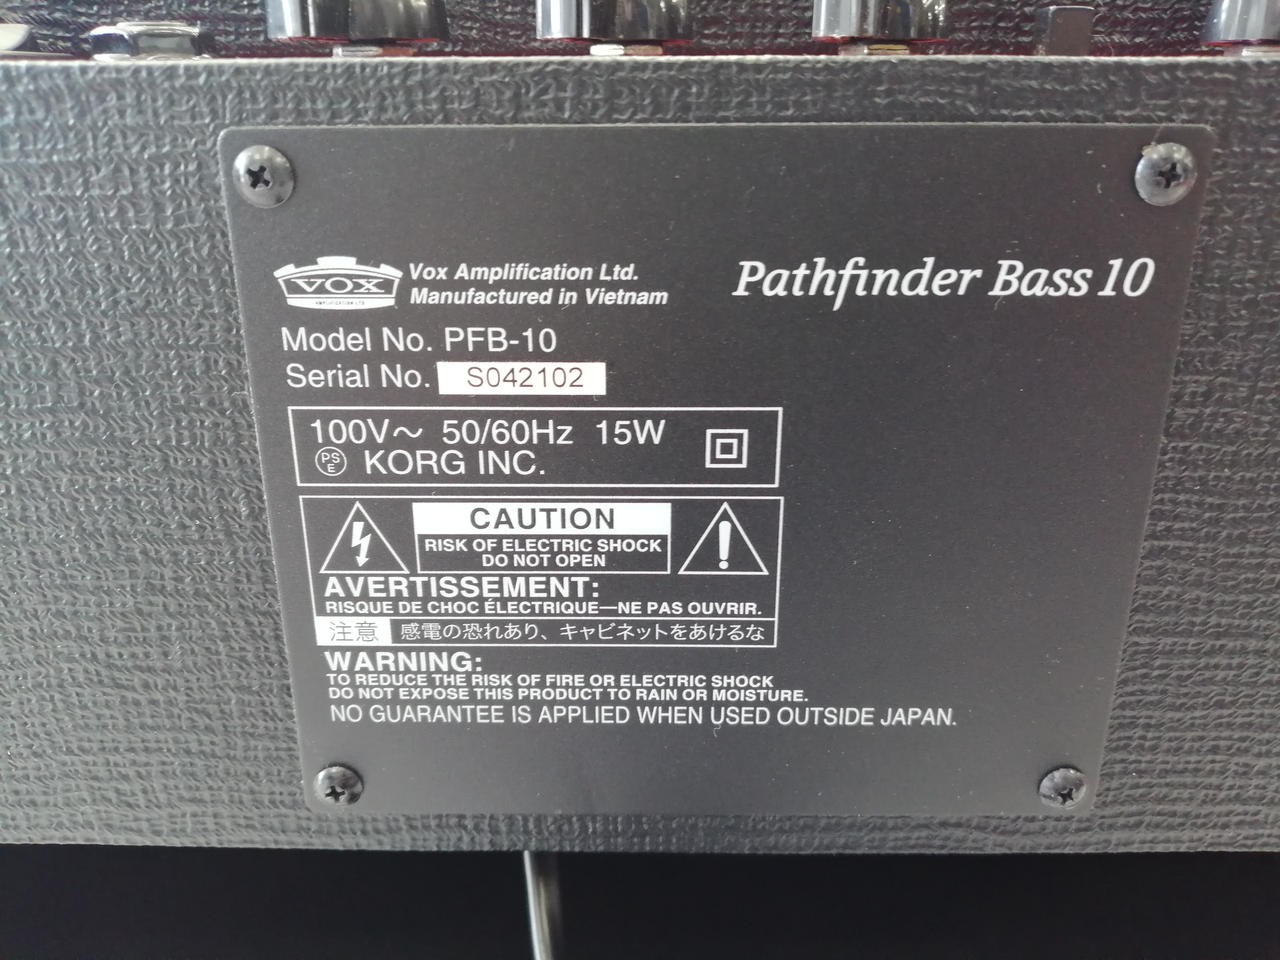 VOX
AMPLIFICATION LTD.
Vox Amplification Ltd.
Manufactured in Vietnam
Pathfinder Bass 10
Model No. PFB-10
Serial No. S042102
100V～ 50/60Hz 15W
PS
E
KORG INC.
CAUTION
RISK OF ELECTRIC SHOCK
DO NOT OPEN
AVERTISSEMENT:
RISQUE DE CHOC ÉLECTRIQUE—NE PAS OUVRIR.
注意 感電の恐れあり、キャビネットをあけるな
WARNING:
TO REDUCE THE RISK OF FIRE OR ELECTRIC SHOCK
DO NOT EXPOSE THIS PRODUCT TO RAIN OR MOISTURE.
NO GUARANTEE IS APPLIED WHEN USED OUTSIDE JAPAN.